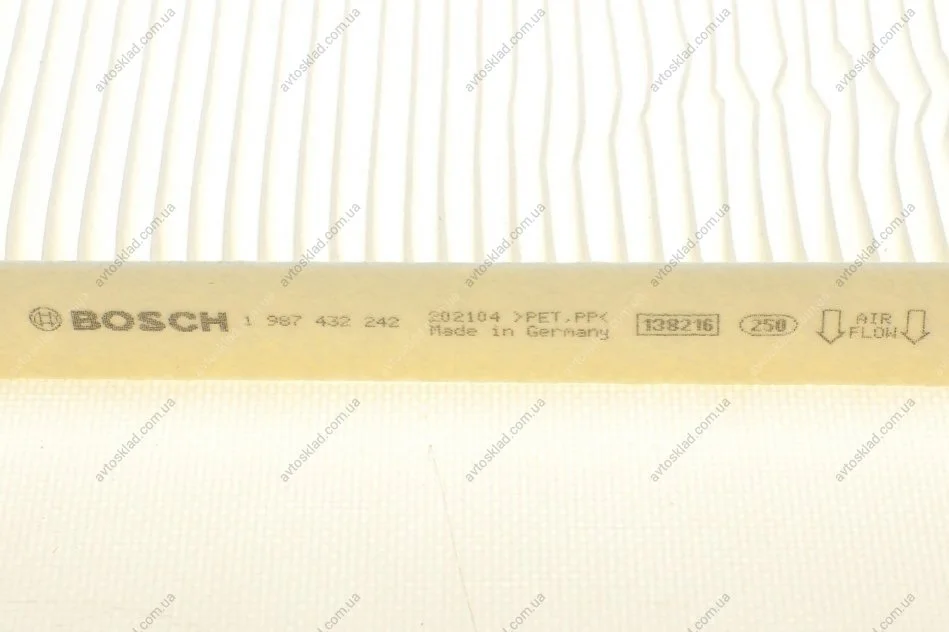 BOSCH 1 987 432 242 202104 >PET,PP< 138216 250 AIR
Made in Germany FLOW
avtosklad.com.ua